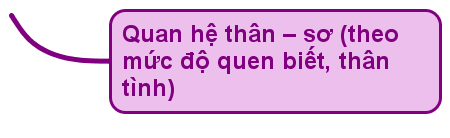 Quan hệ thân – sơ (theo
mức độ quen biết, thân
tình)